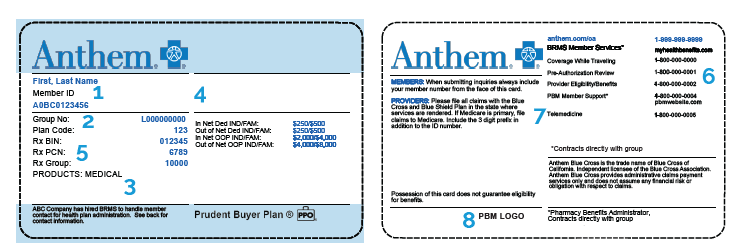 Anthem
First, Last Name
Member ID
1
A0BC0123456
4
Group No: L000000000
2
Plan Code: 123
Rx BIN: 012345
5
Rx PCN: 6789
Rx Group: 10000
PRODUCTS: MEDICAL
3
In Net Ded IND/FAM: $250/$500
Out of Net Ded IND/FAM: $250/$500
In Net OOP IND/FAM: $2,000/$4,000
Out of Net OOP IND/FAM: $4,000/$8,000
ABC Company has hired BRMS to handle member
contact for health plan administration. See back for
contact information.
Prudent Buyer Plan ® PPO
Anthem
MEMBERS: When submitting inquiries always include
your member number from the face of this card.
PROVIDERS: Please file all claims with the Blue
Cross and Blue Shield Plan in the state where
services are rendered. If Medicare is primary, file
claims to Medicare. Include the 3 digit prefix in
addition to the ID number.
Possession of this card does not guarantee eligibility
for benefits.
8 PBM LOGO
anthem.com/ca 1-999-999-9999
BRMS Member Services* myhealthbenefits.com
Coverage While Traveling 1-800-000-0000
Pre-Authorization Review 1-800-000-0001
6
Provider Eligibility/Benefits 1-800-000-0002
PBM Member Support* 1-800-000-0004
pbmwebsite.com
7
Telemedicine 1-800-000-0005
*Contracts directly with group
Anthem Blue Cross is the trade name of Blue Cross of
California. Independent licensee of the Blue Cross Association.
Anthem Blue Cross provides administrative claims payment
services only and does not assume any financial risk or
obligation with respect to claims.
*Pharmacy Benefits Administrator,
Contracts directly with group